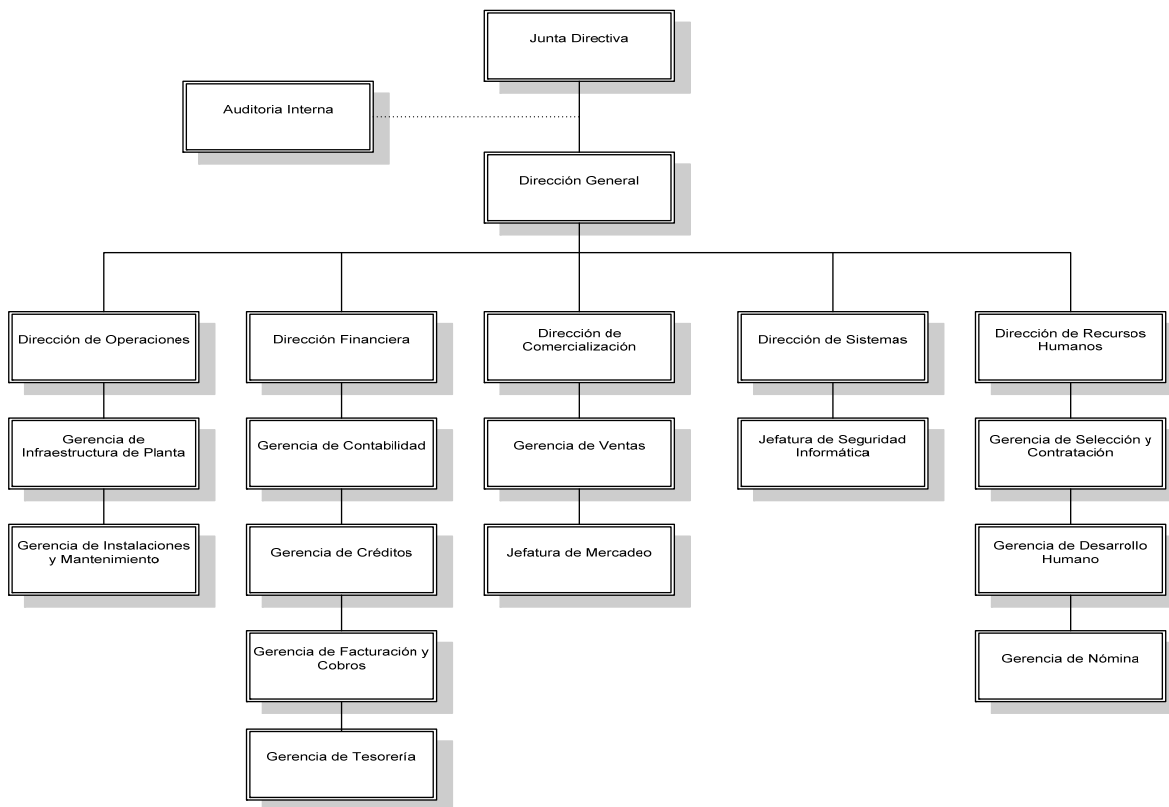 Junta Directiva
Auditoria Interna
Dirección General
Dirección de Operaciones
Dirección Financiera
Dirección de
Comercialización
Dirección de Sistemas
Dirección de Recursos
Humanos
Gerencia de
Infraestructura de Planta
Gerencia de Contabilidad
Gerencia de Ventas
Jefatura de Seguridad
Informática
Gerencia de Selección y
Contratación
Gerencia de Instalaciones
y Mantenimiento
Gerencia de Créditos
Jefatura de Mercadeo
Gerencia de Desarrollo
Humano
Gerencia de Facturación y
Cobros
Gerencia de Nómina
Gerencia de Tesorería